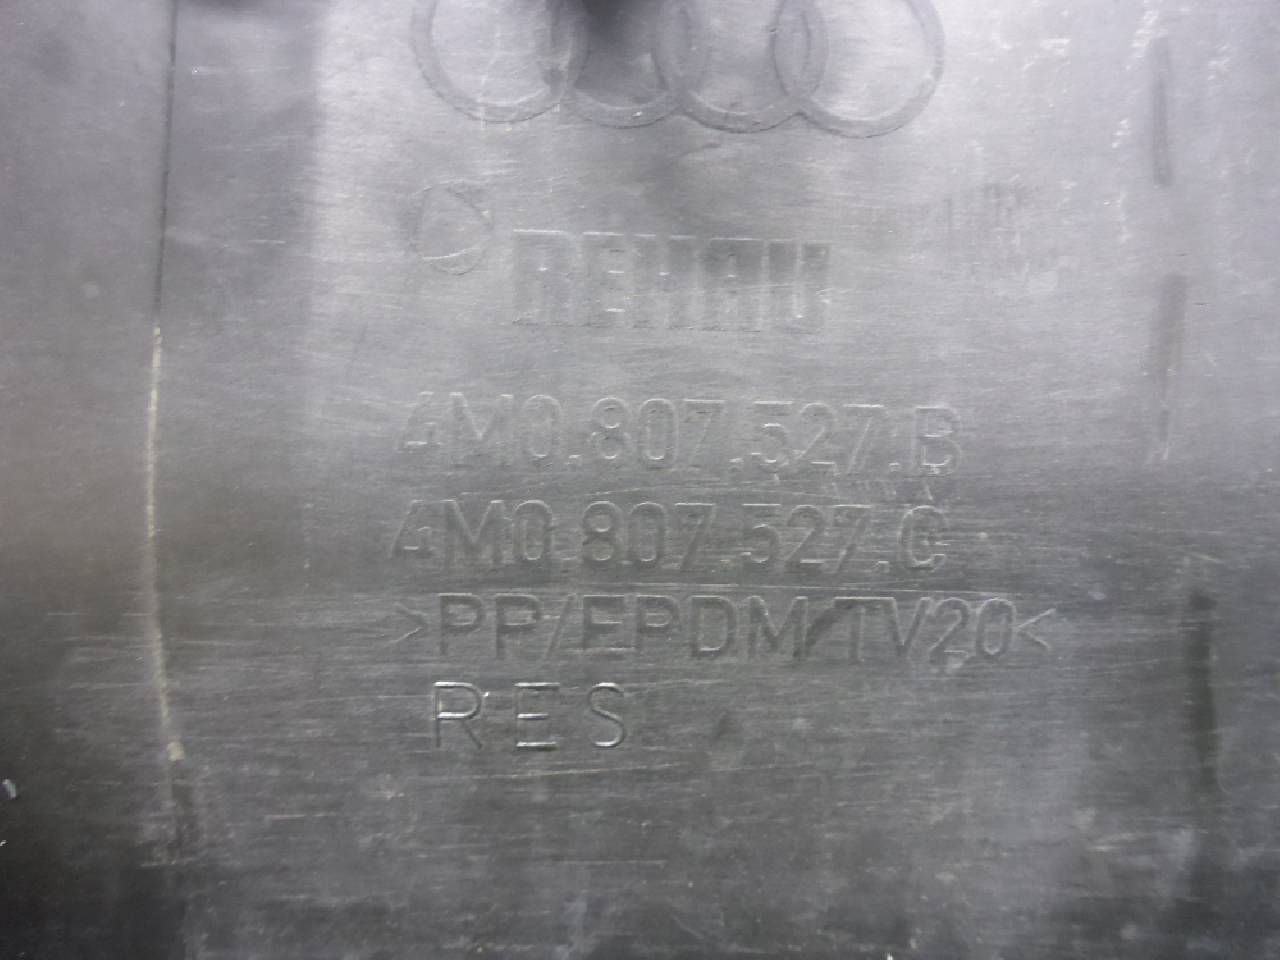 REHAU
4M0.807.527.B
4M0.807.527.C
>PP/EPDM/TV20<
RES